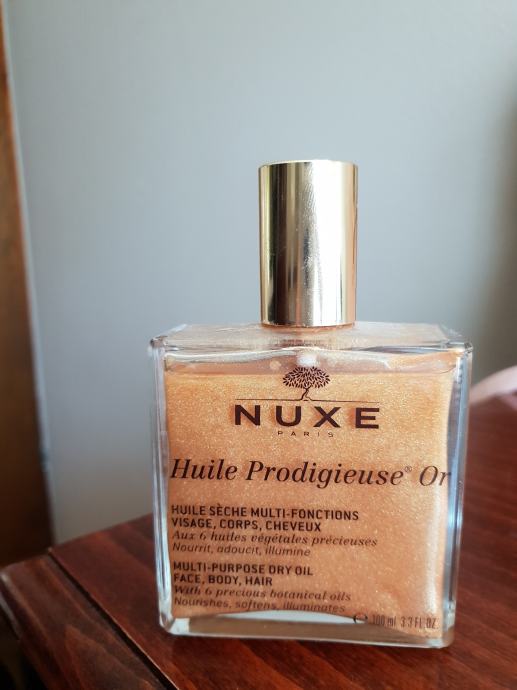 NUXE
PARIS
Huile Prodigieuse® Or
HUILE SÈCHE MULTI-FONCTIONS
VISAGE, CORPS, CHEVEUX
Aux 6 huiles végétales précieuses
Nourrit, adoucit, illumine
MULTI-PURPOSE DRY OIL
FACE, BODY, HAIR
With 6 precious botanical oils
Nourishes, softens, illuminates
℮ 100 ml 3.3 FL.OZ.